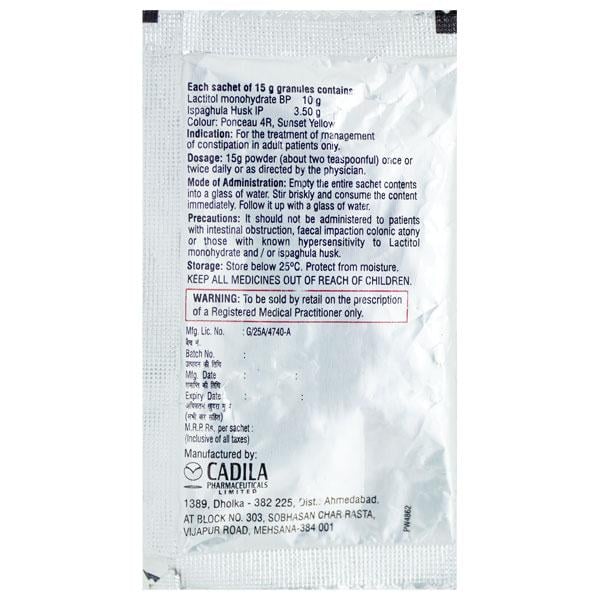 Each sachet of 15 g granules contains
Lactitol monohydrate BP 10 g
Ispaghula Husk IP 3.50 g
Colour: Ponceau 4R, Sunset Yellow
Indication: For the treatment of management
of constipation in adult patients only.
Dosage: 15g powder (about two teaspoonful) once or
twice daily or as directed by the physician.
Mode of Administration: Empty the entire sachet contents
into a glass of water. Stir briskly and consume the content
immediately. Follow it up with a glass of water.
Precautions: It should not be administered to patients
with intestinal obstruction, faecal impaction colonic atony
or those with known hypersensitivity to Lactitol
monohydrate and / or ispaghula husk.
Storage: Store below 25°C. Protect from moisture.
KEEP ALL MEDICINES OUT OF REACH OF CHILDREN.
WARNING: To be sold by retail on the prescription
of a Registered Medical Practitioner only.
Mfg. Lic. No. : G/25A/4740-A
बैच नं.
Batch No. :
उत्पादन की तिथि
Mfg. Date :
समाप्ति की तिथि
Expiry Date :
अधिकतम खुदरा मू
(सभी कर सहित)
M.R.P. Rs. per sachet :
(Inclusive of all taxes)
Manufactured by:
CADILA
PHARMACEUTICALS
LIMITED
1389, Dholka - 382 225, Dist.: Ahmedabad.
AT BLOCK NO. 303, SOBHASAN CHAR RASTA,
VIJAPUR ROAD, MEHSANA-384 001
PW4862